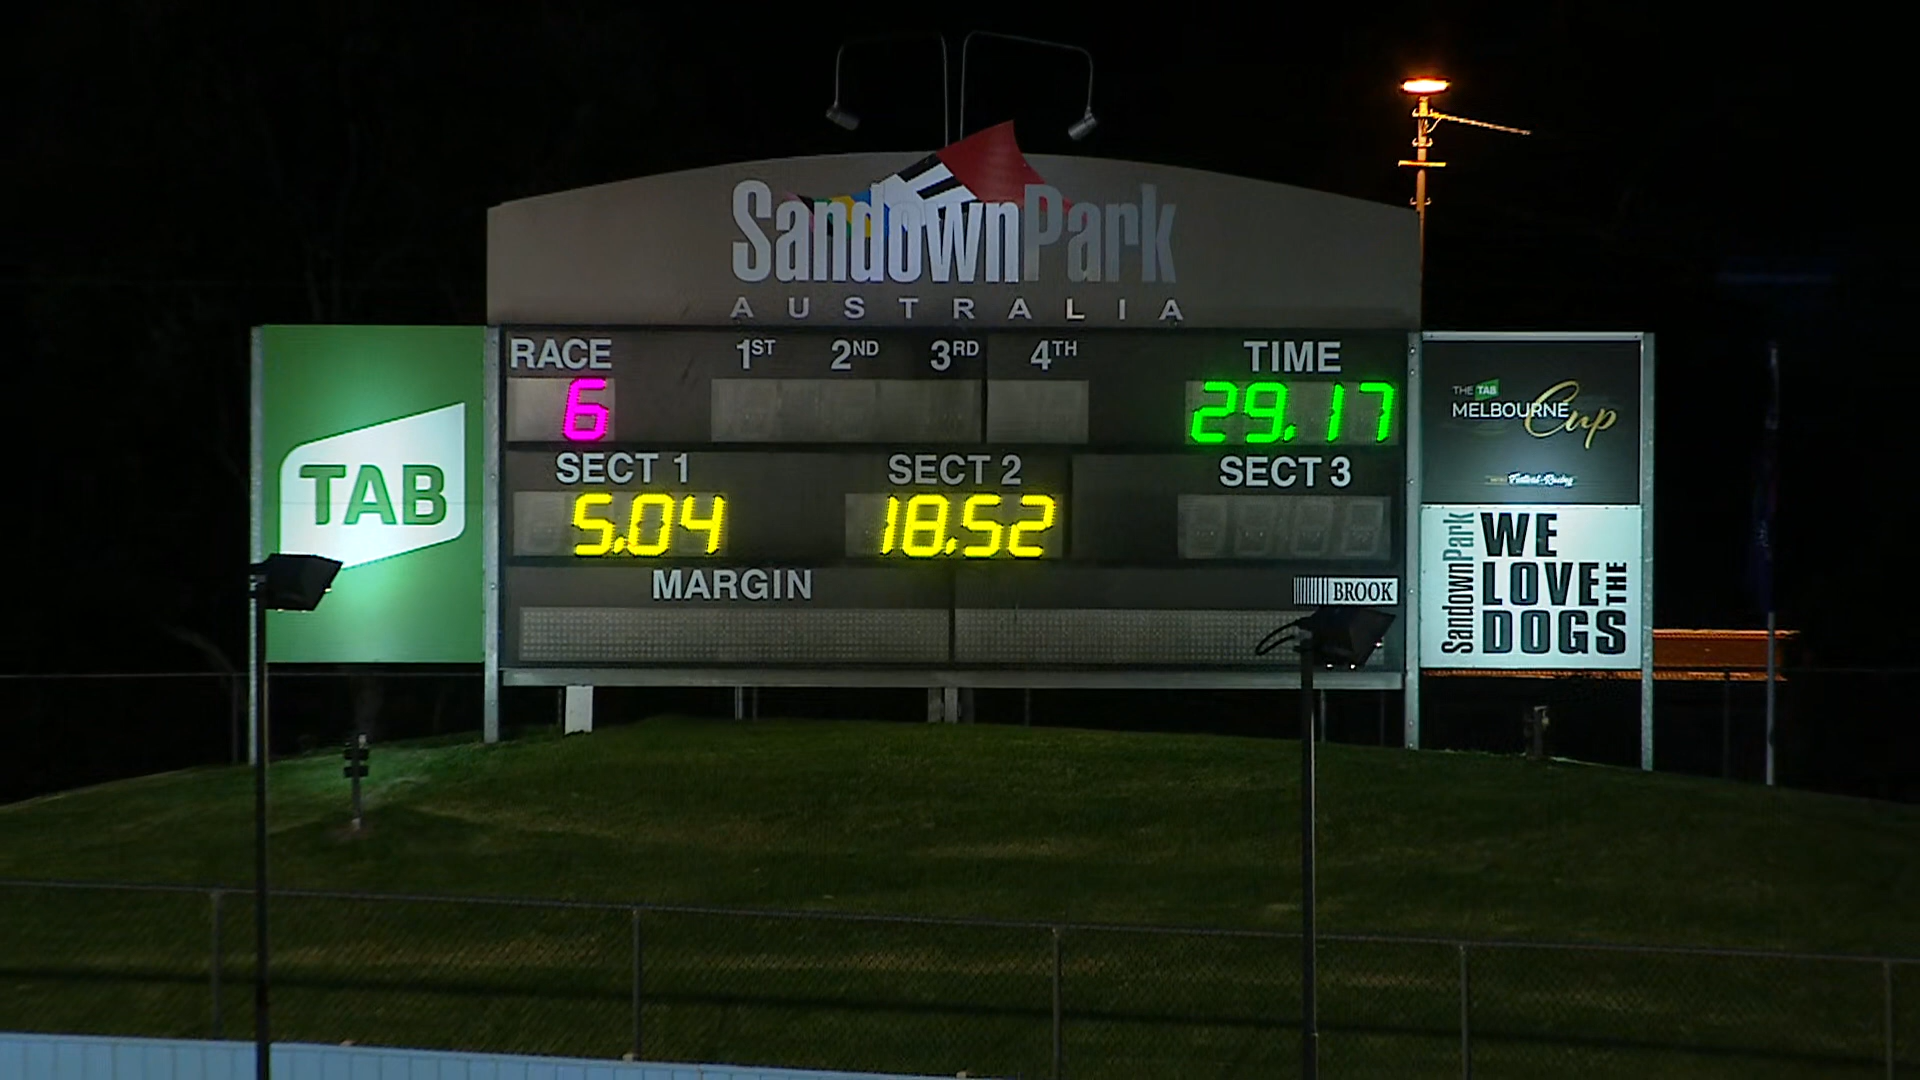 SandownPark
AUSTRALIA
RACE 1ST 2ND 3RD 4TH TIME
6 29.17
SECT 1 SECT 2 SECT 3
5.04 18.52
MARGIN
BROOK
TAB
THE TAB
MELBOURNE Cup
SandownPark
WE
LOVE THE
DOGS